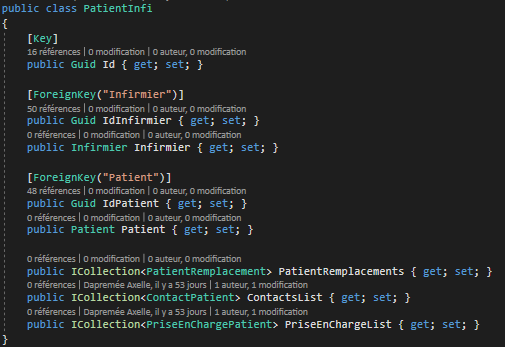 public class PatientInfi
{
[Key]
16 références | 0 modification | 0 auteur, 0 modification
public Guid Id { get; set; }
[ForeignKey("Infirmier")]
50 références | 0 modification | 0 auteur, 0 modification
public Guid IdInfirmier { get; set; }
0 références | 0 modification | 0 auteur, 0 modification
public Infirmier Infirmier { get; set; }
[ForeignKey("Patient")]
48 références | 0 modification | 0 auteur, 0 modification
public Guid IdPatient { get; set; }
0 références | 0 modification | 0 auteur, 0 modification
public Patient Patient { get; set; }
0 références | 0 modification | 0 auteur, 0 modification
public ICollection<PatientRemplacement> PatientRemplacements { get; set; }
0 références | Dapremée Axelle, il y a 53 jours | 1 auteur, 1 modification
public ICollection<ContactPatient> ContactsList { get; set; }
0 références | Dapremée Axelle, il y a 53 jours | 1 auteur, 1 modification
public ICollection<PriseEnChargePatient> PriseEnChargeList { get; set; }
}